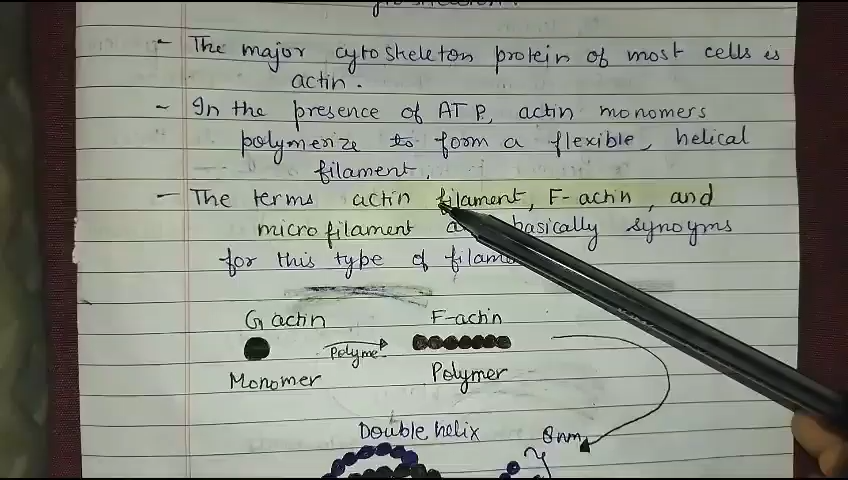 - The major cytoskeleton protein of most cells is
actin.
- In the presence of ATP, actin monomers
polymerize to form a flexible, helical
filament.
- The terms actin filament, F-actin, and
microfilament basically synoyms
for this type of
G actin F-actin
Polyme
Monomer Polymer
Double helix 8nm